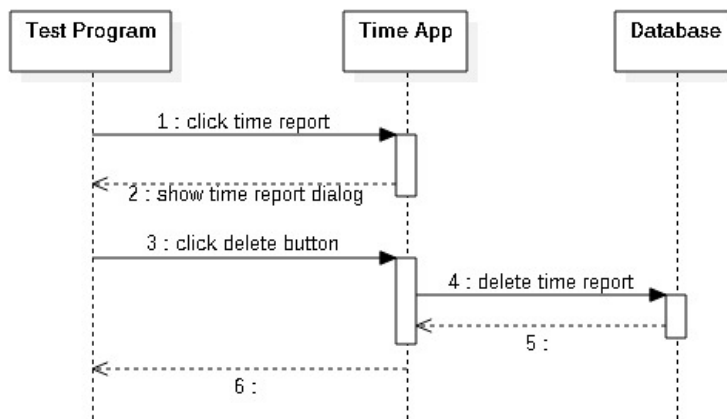 Test Program
Time App
Database
1 : click time report
2 : show time report dialog
3 : click delete button
4 : delete time report
5 :
6 :